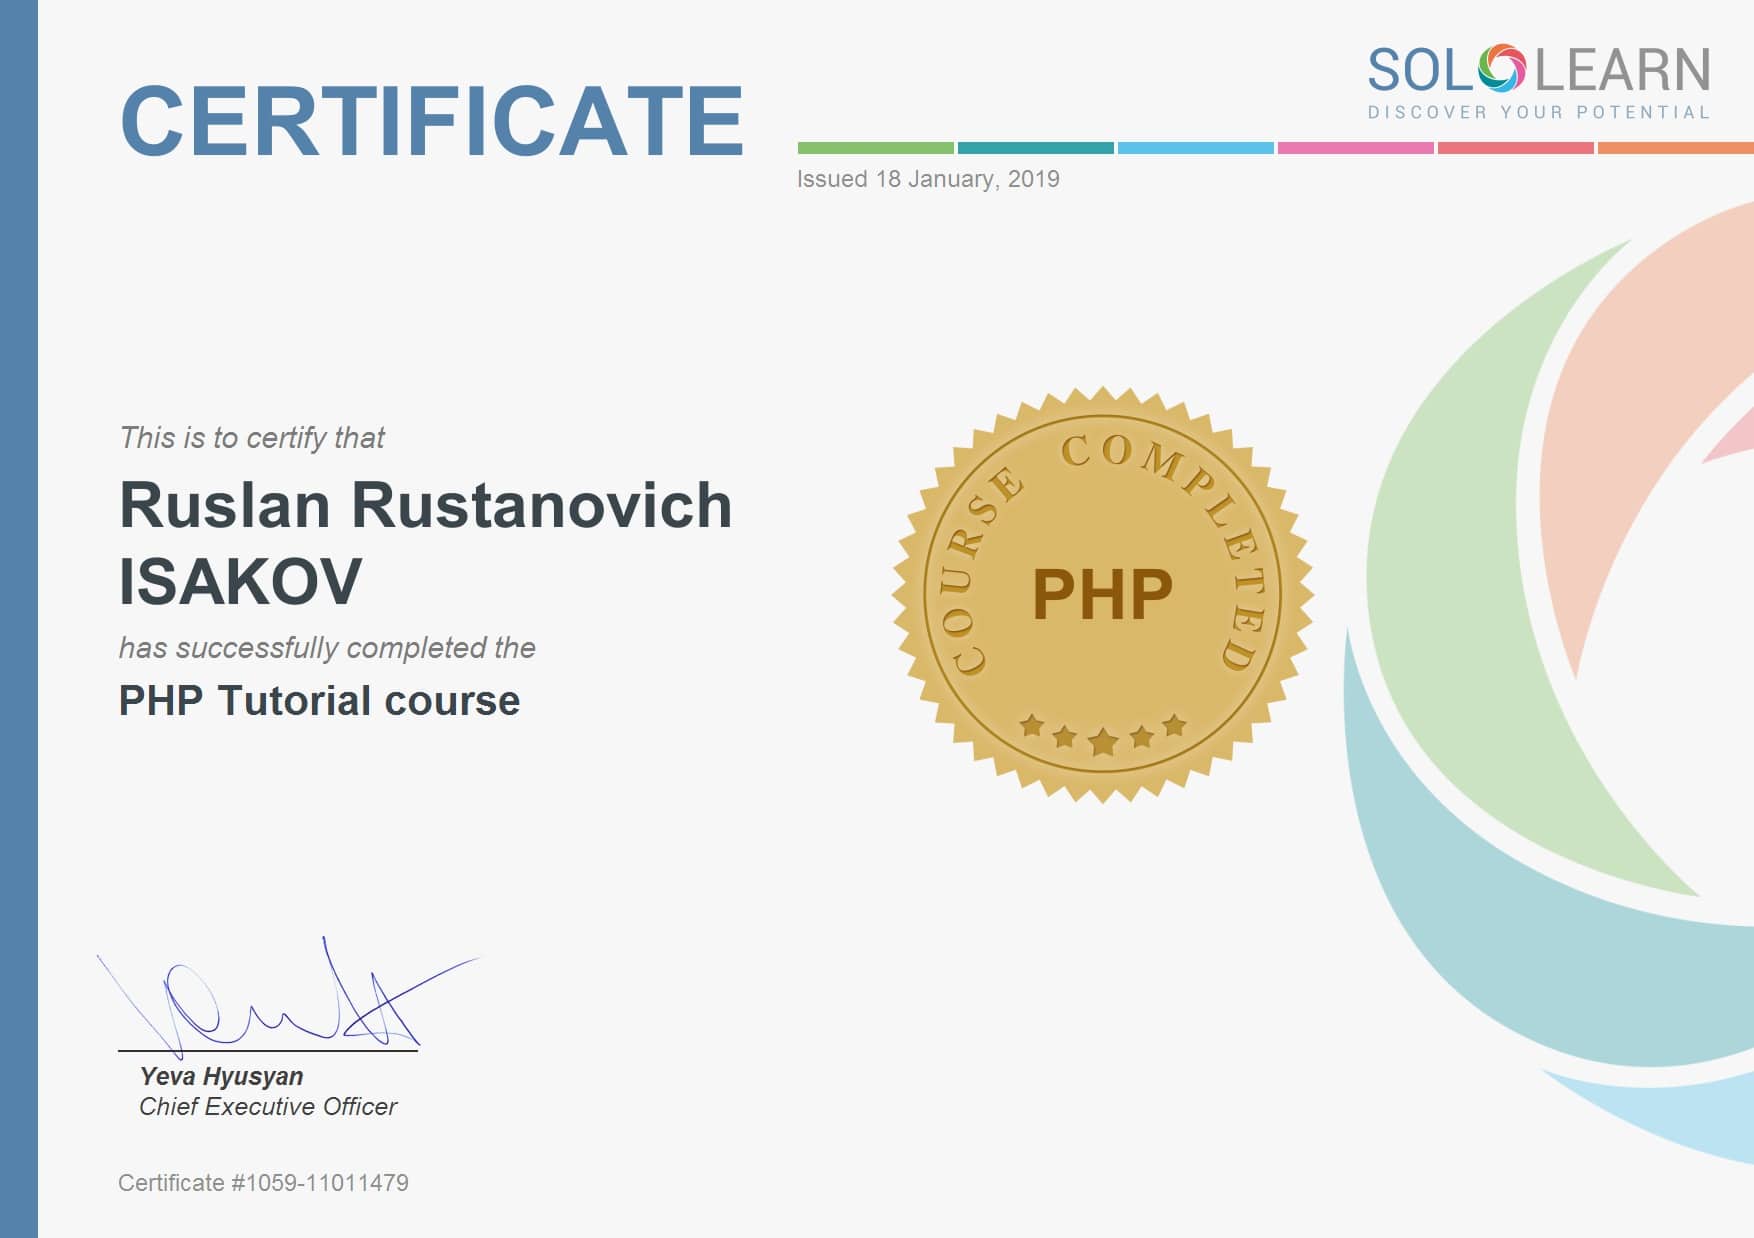 CERTIFICATE
SOLOLEARN
DISCOVER YOUR POTENTIAL
Issued 18 January, 2019
This is to certify that
Ruslan Rustanovich
ISAKOV
has successfully completed the
PHP Tutorial course
COURSE COMPLETED
PHP
Yeva Hyusyan
Chief Executive Officer
Certificate #1059-11011479